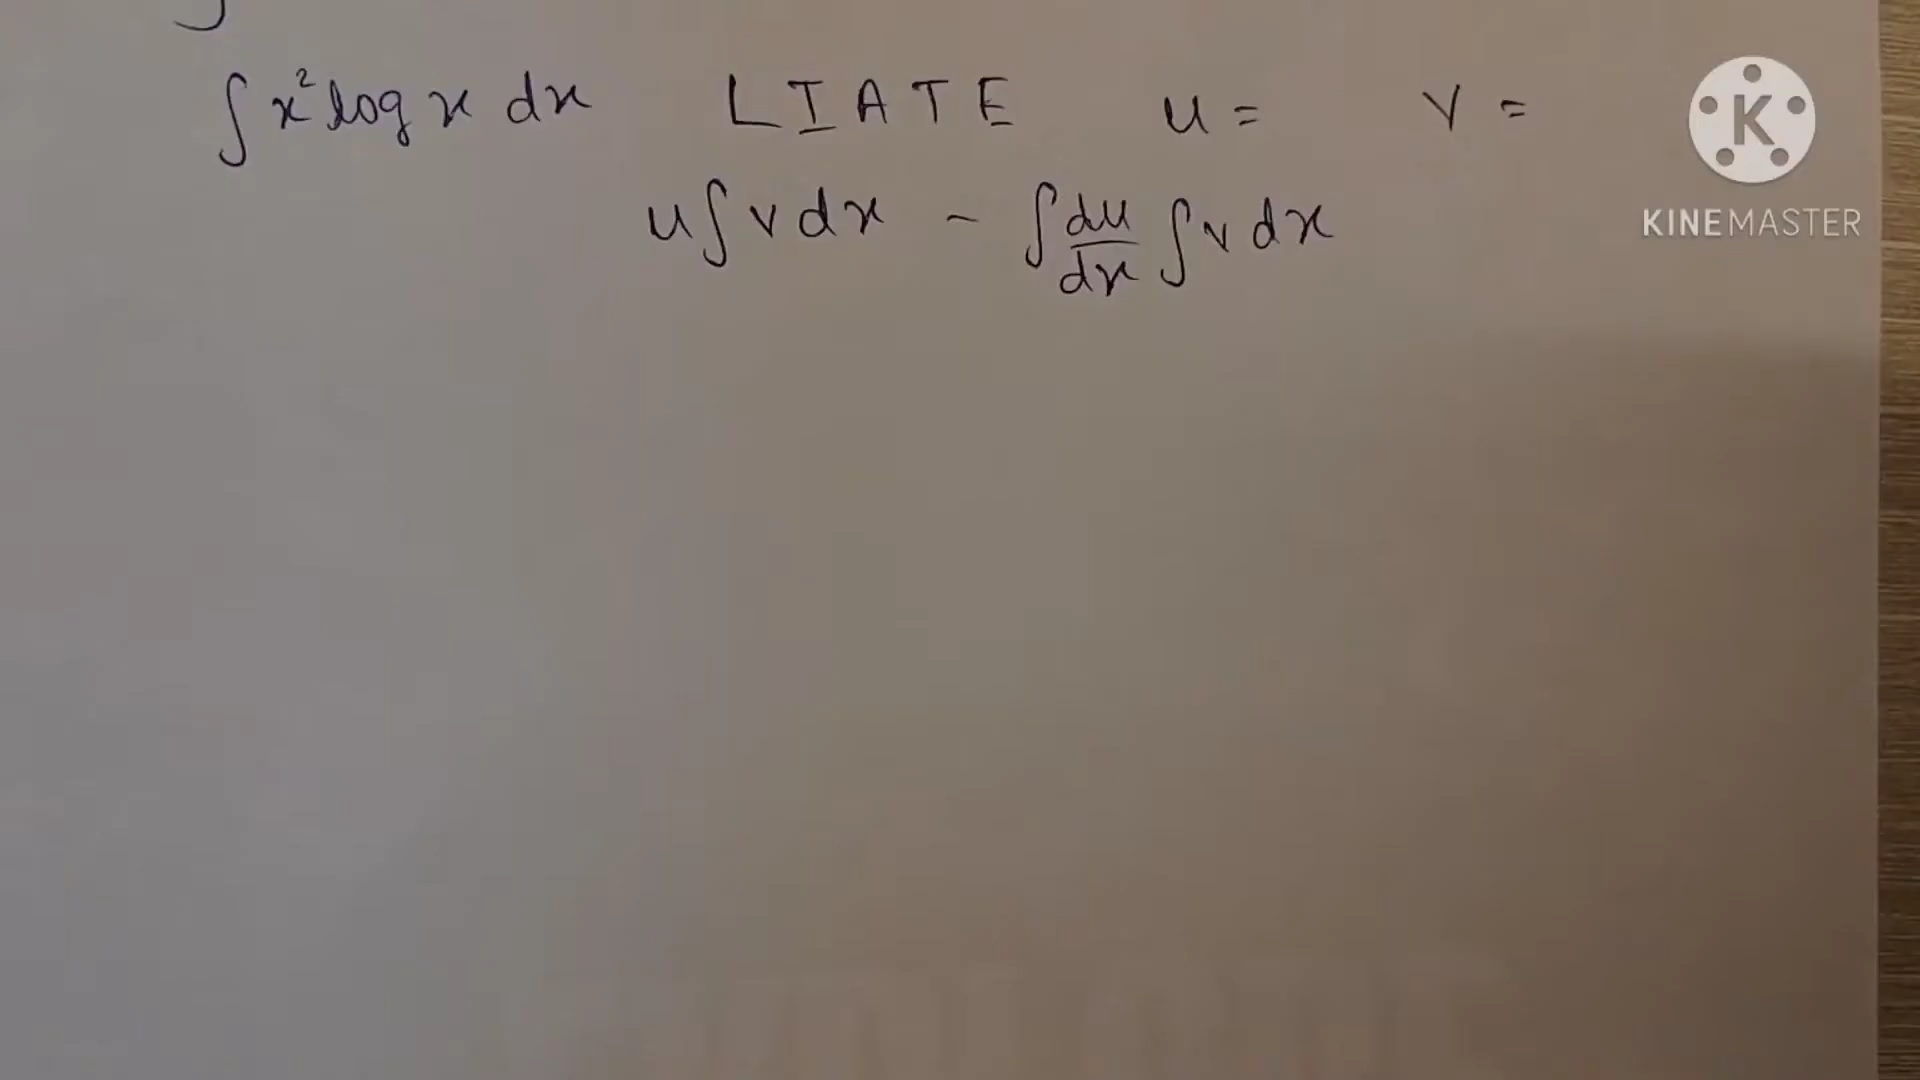 ∫ x² log x dx LIATE u = v =
u ∫ v dx - ∫ du/dx ∫ v dx
K
KINEMASTER